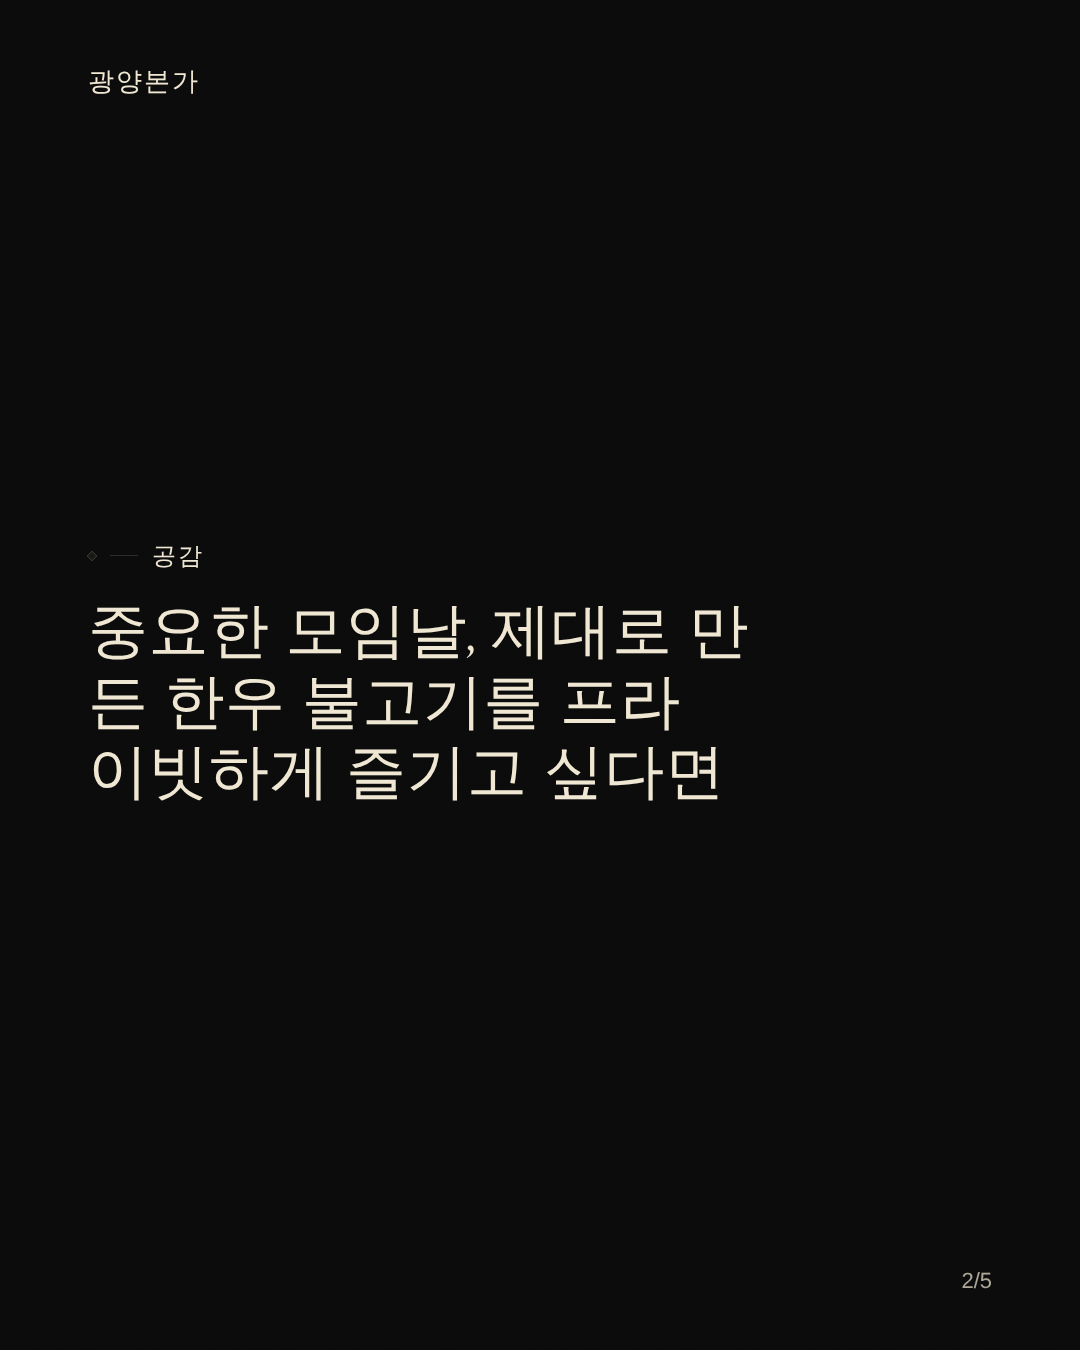 광양본가
공감
중요한 모임날, 제대로 만
든 한우 불고기를 프라
이빗하게 즐기고 싶다면
2/5